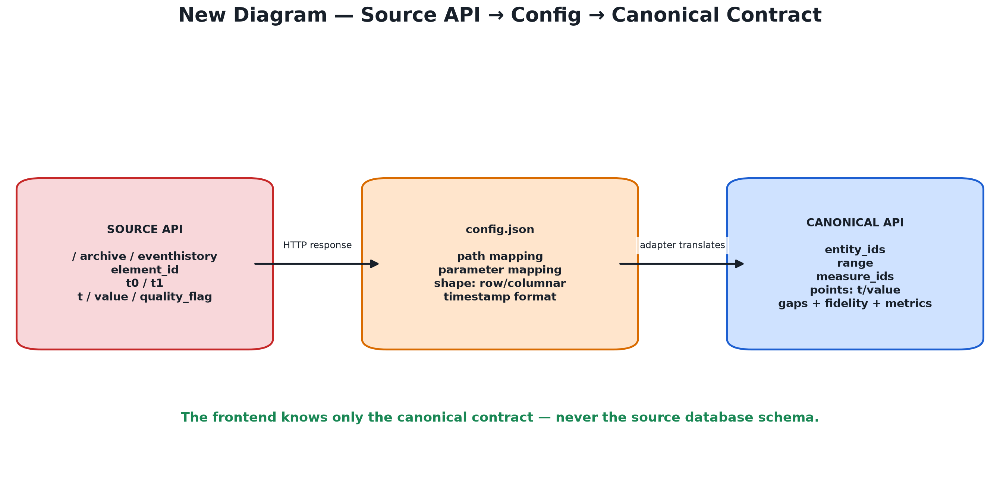 New Diagram — Source API → Config → Canonical Contract
SOURCE API
/ archive / eventhistory
element_id
t0 / t1
t / value / quality_flag
HTTP response
config.json
path mapping
parameter mapping
shape: row/columnar
timestamp format
adapter translates
CANONICAL API
entity_ids
range
measure_ids
points: t/value
gaps + fidelity + metrics
The frontend knows only the canonical contract — never the source database schema.